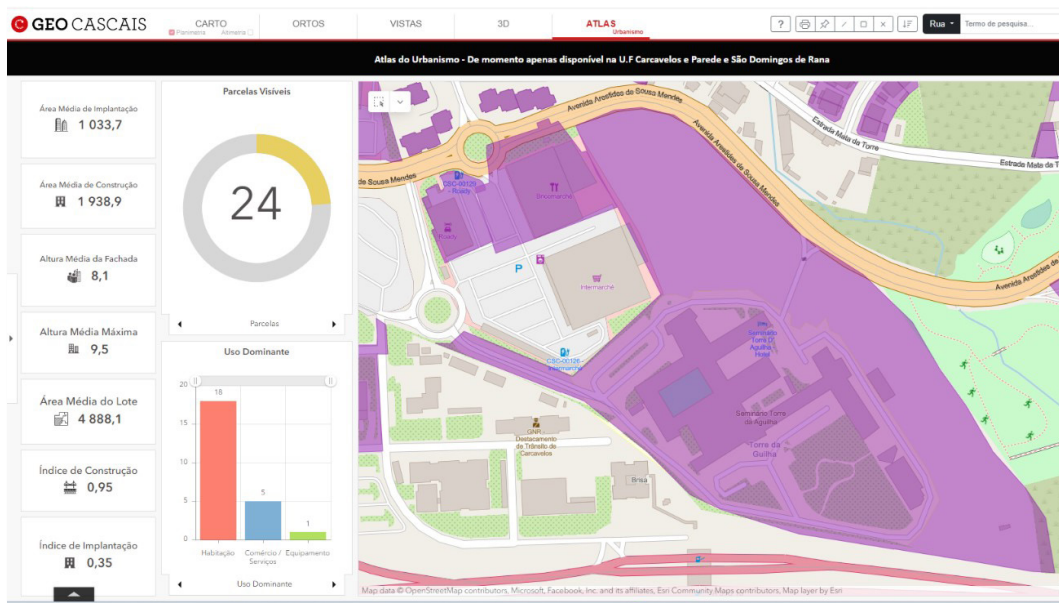 GEO CASCAIS
CARTO
Planimetria Altimetria
ORTOS
VISTAS
3D
ATLAS
Urbanismo
?
Rua
Termo de pesquisa...
Atlas do Urbanismo - De momento apenas disponível na U.F Carcavelos e Parede e São Domingos de Rana
Área Média de Implantação
1 033,7
Área Média de Construção
1 938,9
Altura Média da Fachada
8,1
Altura Média Máxima
9,5
Área Média do Lote
4 888,1
Índice de Construção
0,95
Índice de Implantação
0,35
Parcelas Visíveis
24
Parcelas
Uso Dominante
20
15
10
5
0
18
5
1
Habitação
Comércio /
Serviços
Equipamento
Uso Dominante
Avenida Aristides de Sousa Mendes
Avenida Aristides de Sousa Mendes
de Sousa Mendes
Avenida Aristides de
Estrada Mata da Torre
Estrada Mata da T
CSC-00129
- Roady
Roady
Bricomarché
P
Intermarché
CSC-00126 -
Intermarché
Seminário
Torre D'
Aguilha -
Hotel
Seminário Torre
da Aguilha
Torre da
Guilha
GNR -
Destacamento
de Trânsito de
Carcavelos
Brisa
Map data © OpenStreetMap contributors, Microsoft, Facebook, Inc. and its affiliates, Esri Community Maps contributors, Map layer by Esri